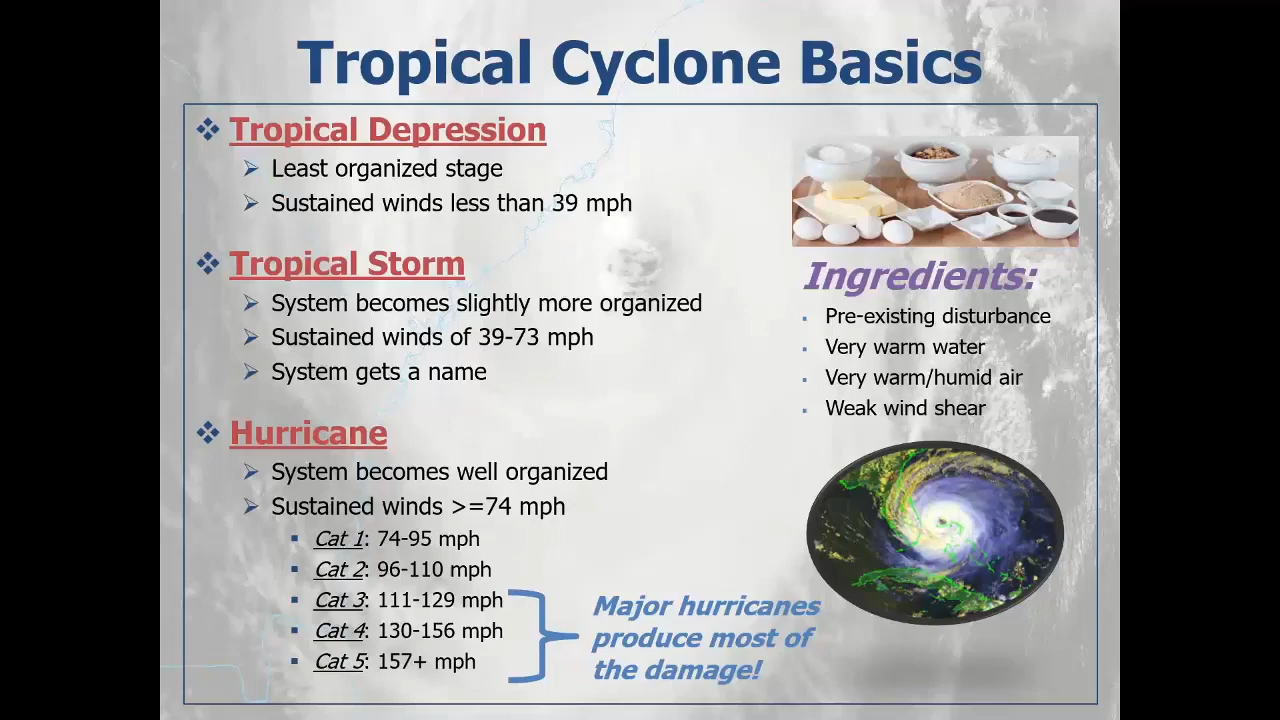 Tropical Cyclone Basics
Tropical Depression
Least organized stage
Sustained winds less than 39 mph
Tropical Storm
System becomes slightly more organized
Sustained winds of 39-73 mph
System gets a name
Hurricane
System becomes well organized
Sustained winds >=74 mph
Cat 1: 74-95 mph
Cat 2: 96-110 mph
Cat 3: 111-129 mph
Cat 4: 130-156 mph
Cat 5: 157+ mph
Major hurricanes
produce most of
the damage!
Ingredients:
Pre-existing disturbance
Very warm water
Very warm/humid air
Weak wind shear